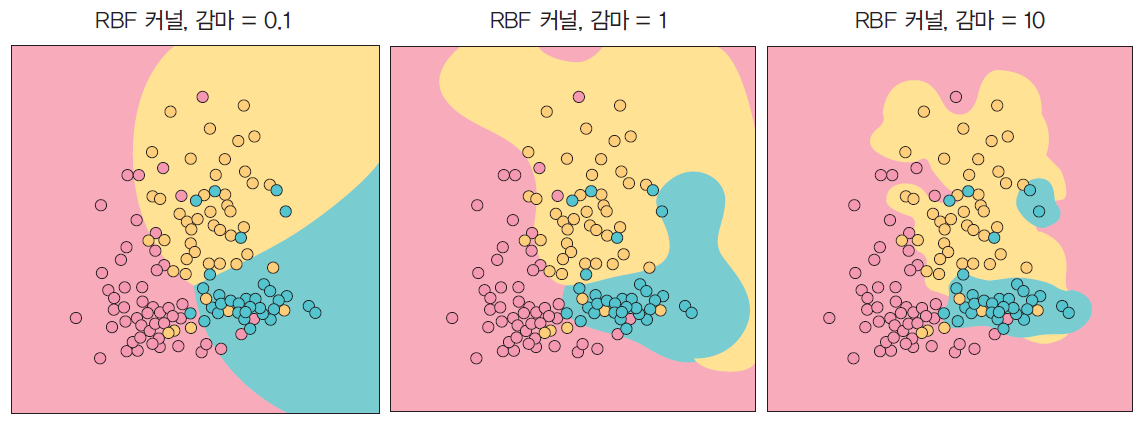 RBF 커널, 감마 = 0.1
RBF 커널, 감마 = 1
RBF 커널, 감마 = 10